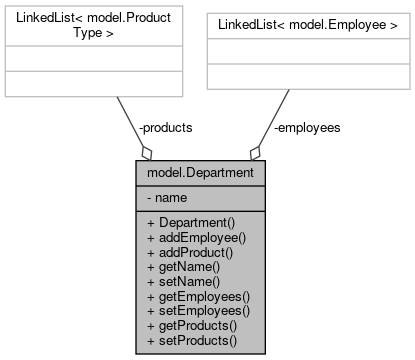 LinkedList< model.Product
Type >
LinkedList< model.Employee >
-products
-employees
model.Department
- name
+ Department()
+ addEmployee()
+ addProduct()
+ getName()
+ setName()
+ getEmployees()
+ setEmployees()
+ getProducts()
+ setProducts()